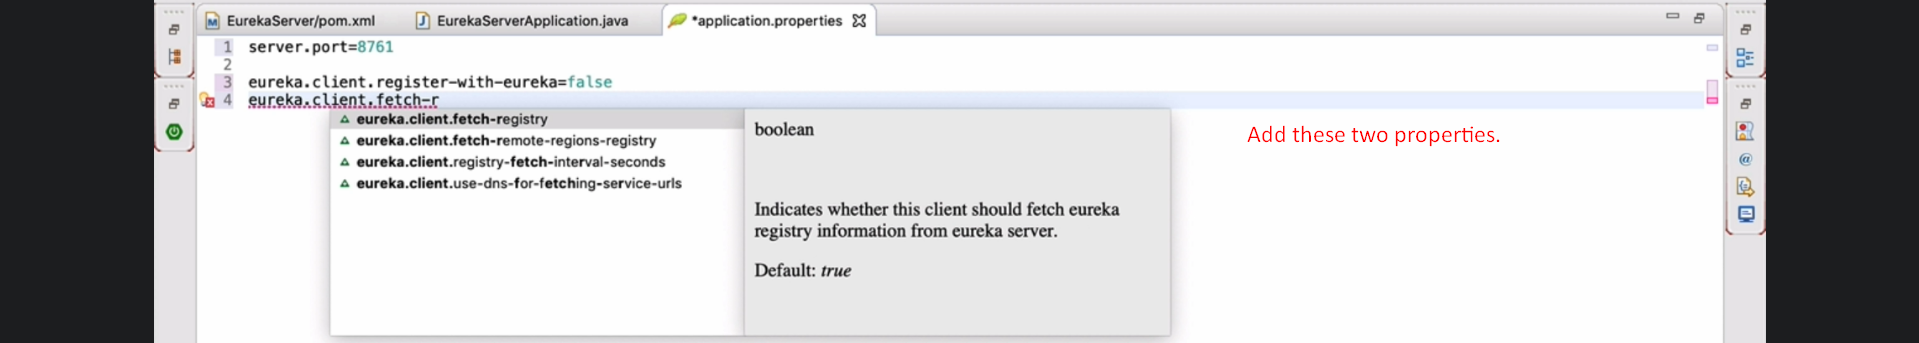 EurekaServer/pom.xml
EurekaServerApplication.java
*application.properties
1 server.port=8761
2
3 eureka.client.register-with-eureka=false
4 eureka.client.fetch-r
eureka.client.fetch-registry
eureka.client.fetch-remote-regions-registry
eureka.client.registry-fetch-interval-seconds
eureka.client.use-dns-for-fetching-service-urls
boolean
Indicates whether this client should fetch eureka
registry information from eureka server.
Default: true
Add these two properties.